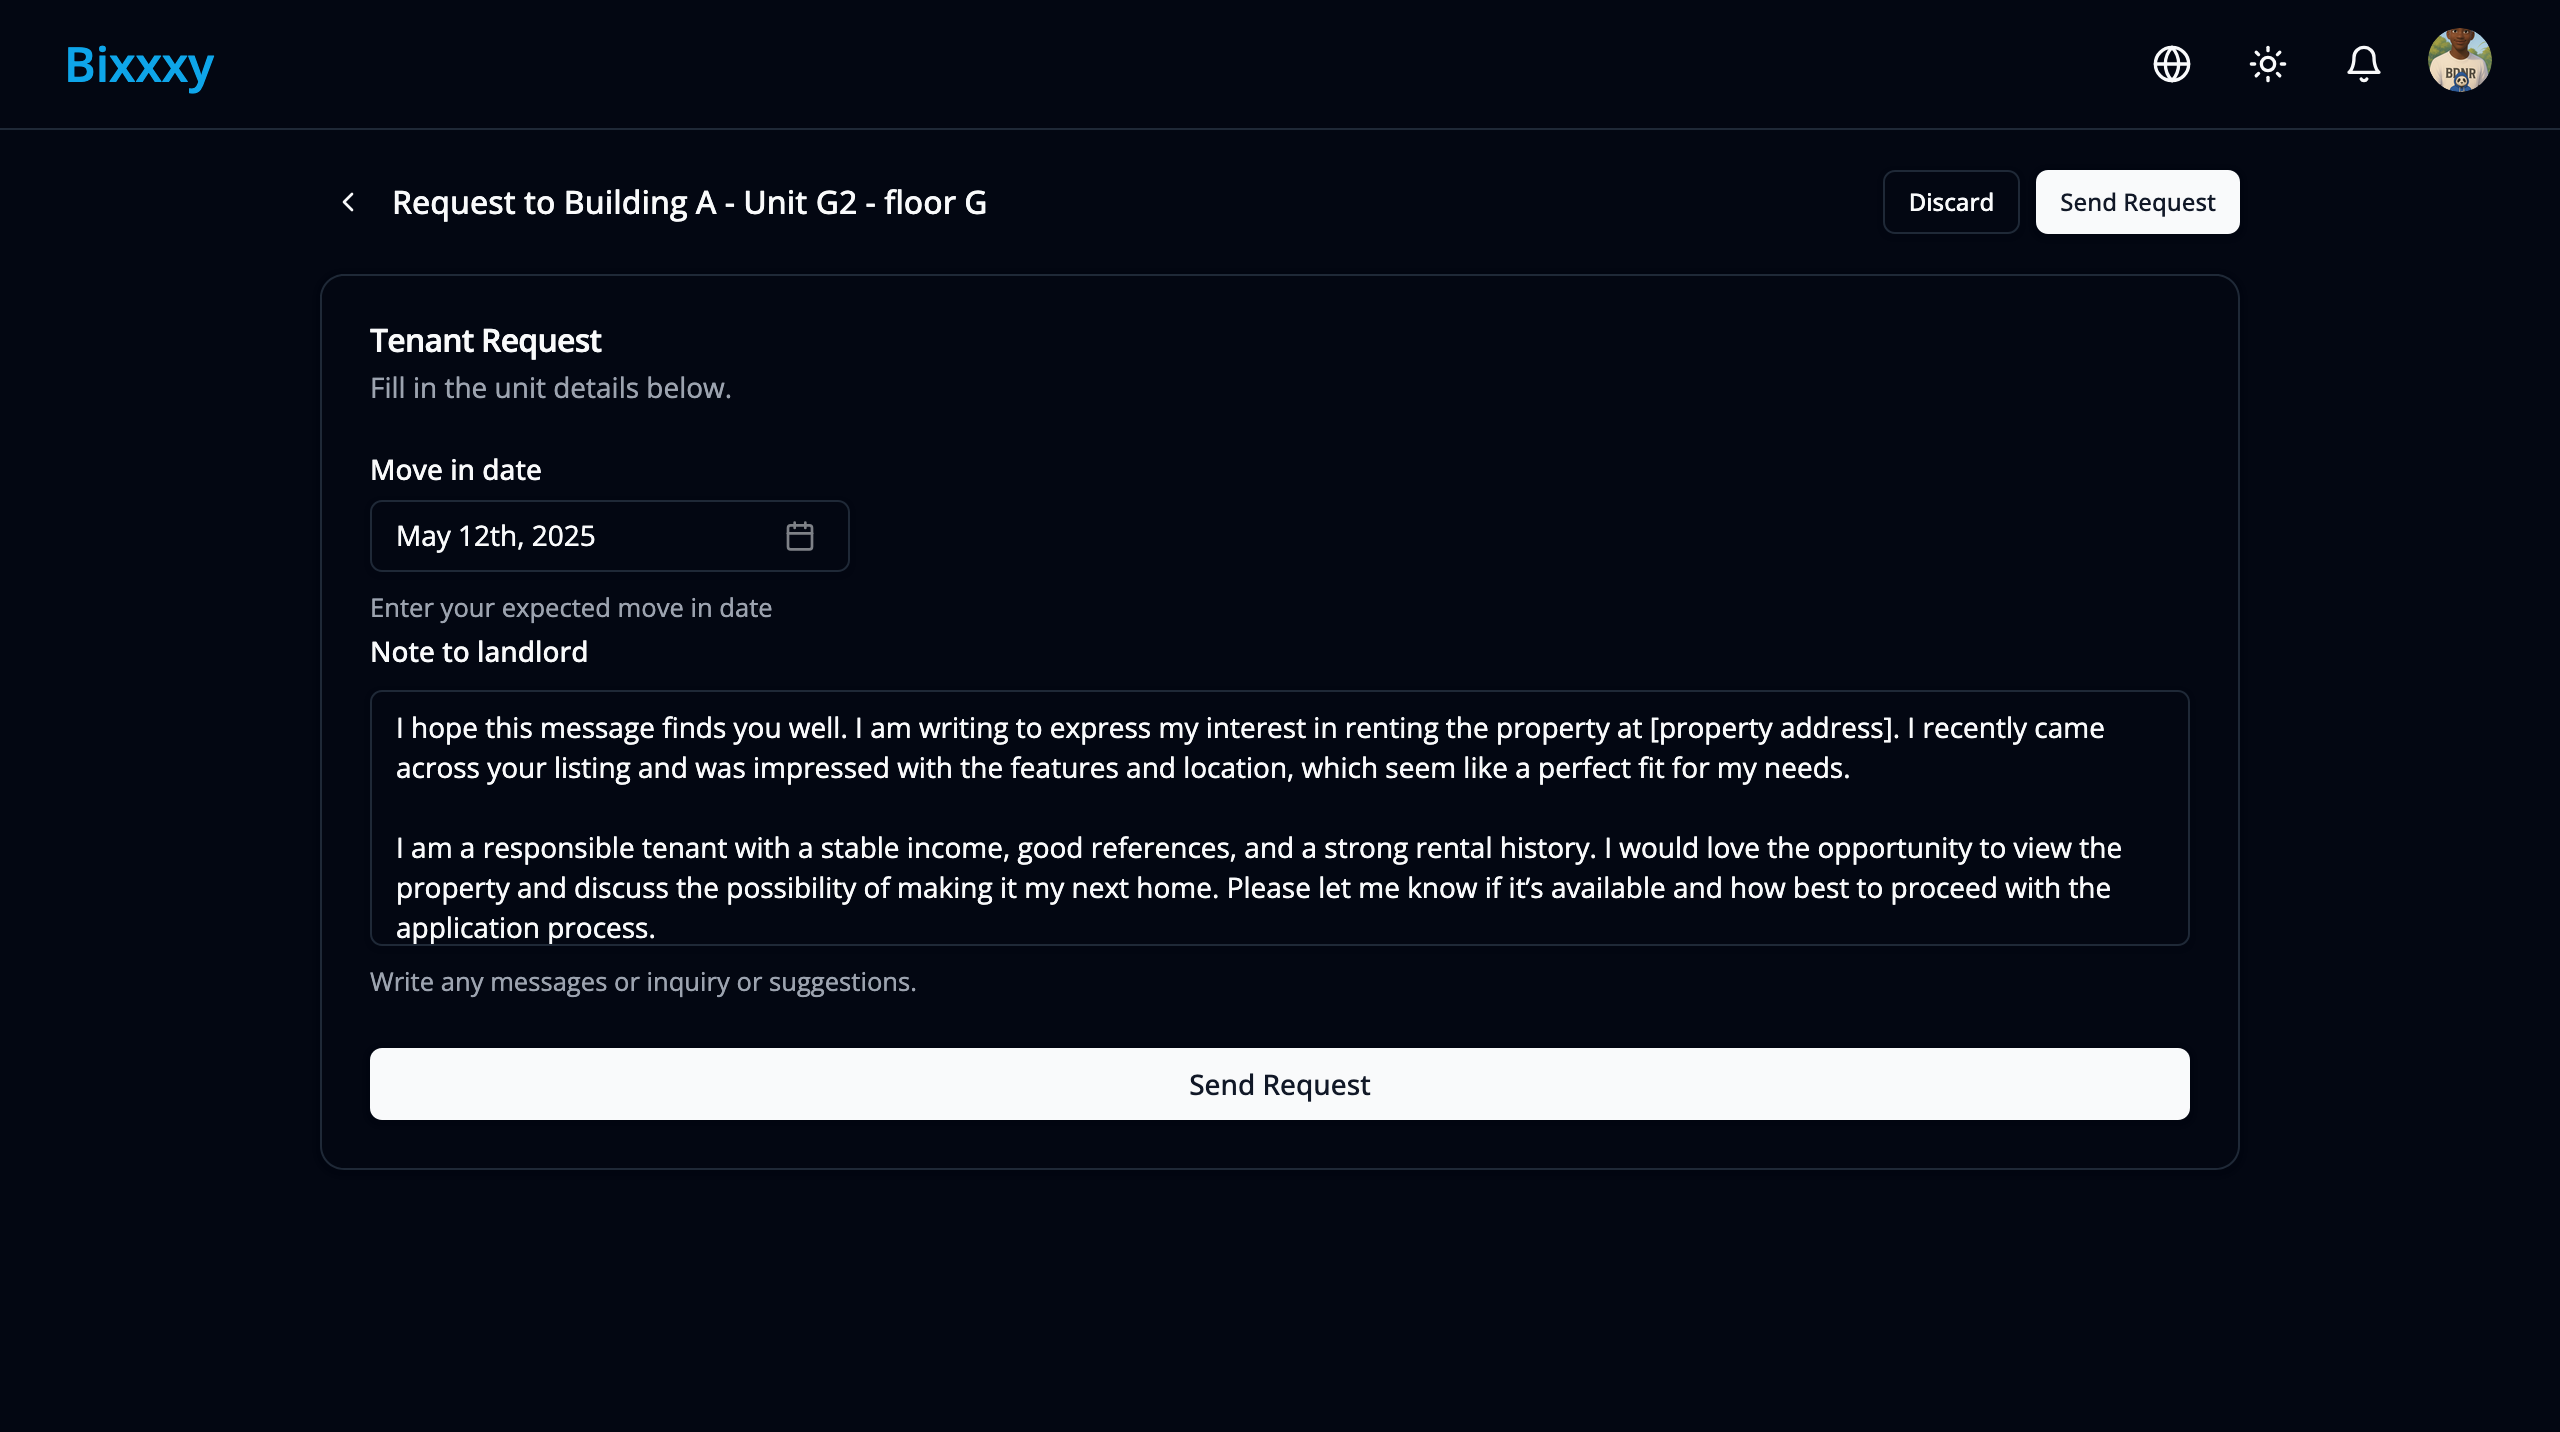 Bixxxy
BDNR
Request to Building A - Unit G2 - floor G
Discard
Send Request
Tenant Request
Fill in the unit details below.
Move in date
May 12th, 2025
Enter your expected move in date
Note to landlord
I hope this message finds you well. I am writing to express my interest in renting the property at [property address]. I recently came
across your listing and was impressed with the features and location, which seem like a perfect fit for my needs.
I am a responsible tenant with a stable income, good references, and a strong rental history. I would love the opportunity to view the
property and discuss the possibility of making it my next home. Please let me know if it’s available and how best to proceed with the
application process.
Write any messages or inquiry or suggestions.
Send Request